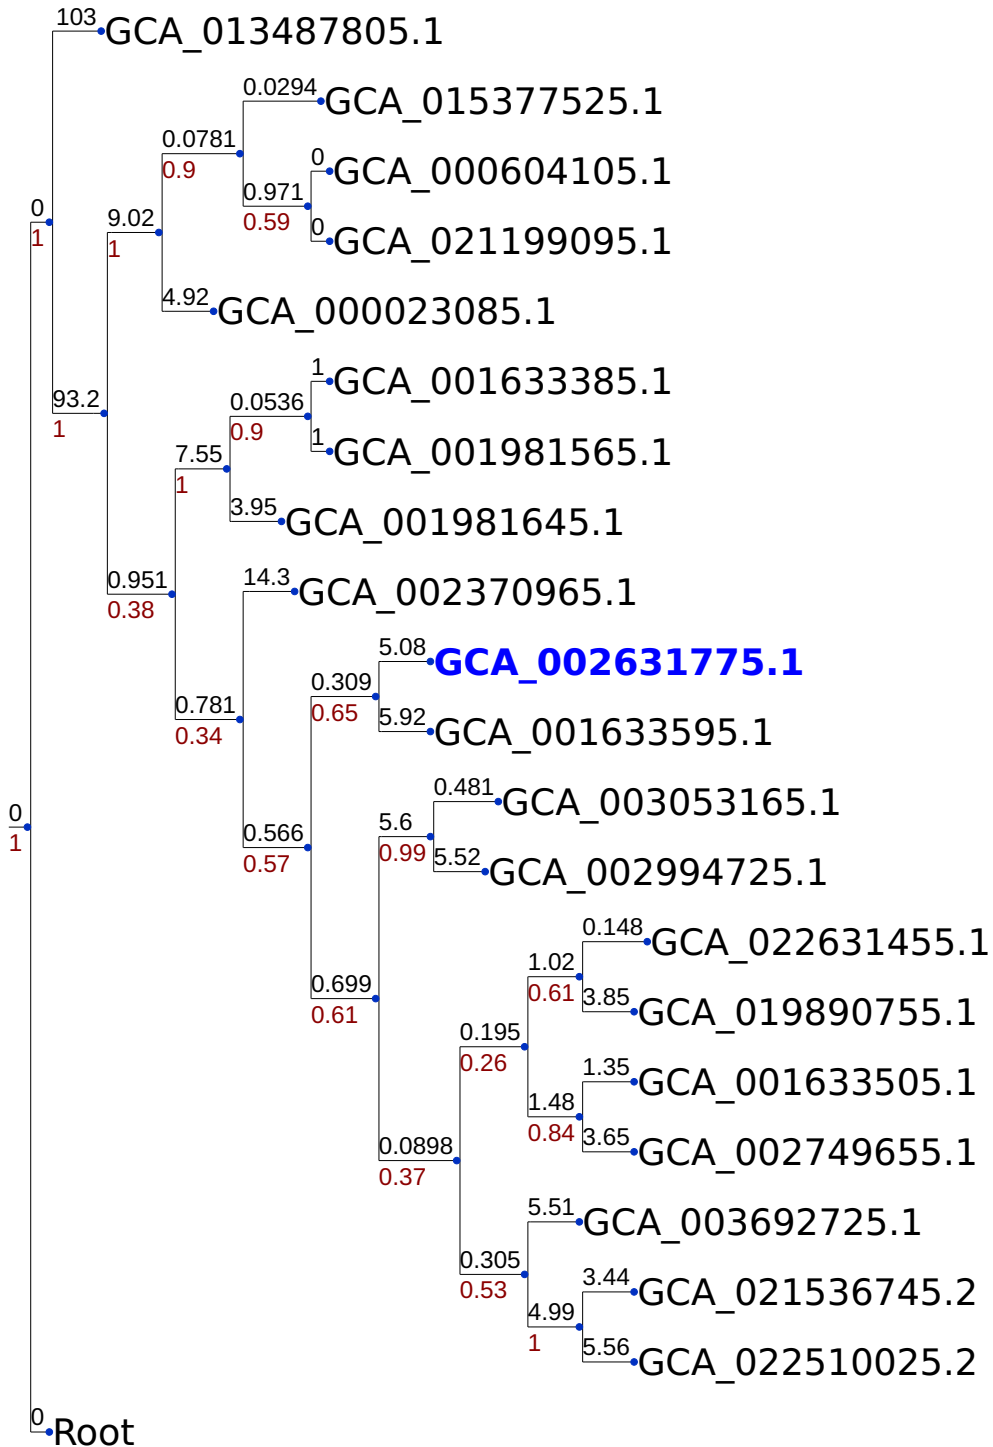 103
GCA_013487805.1
0.0294
GCA_015377525.1
0.0781
0.9
0
GCA_000604105.1
0.971
0.59
0
GCA_021199095.1
0
1
9.02
1
4.92
GCA_000023085.1
1
GCA_001633385.1
0.0536
0.9
93.2
1
1
GCA_001981565.1
7.55
1
3.95
GCA_001981645.1
0.951
0.38
14.3
GCA_002370965.1
5.08
GCA_002631775.1
0.309
0.65
0.781
0.34
5.92
GCA_001633595.1
0.481
GCA_003053165.1
0
1
0.566
0.57
5.6
0.99
5.52
GCA_002994725.1
0.148
GCA_022631455.1
1.02
0.61
0.699
0.61
3.85
GCA_019890755.1
0.195
0.26
1.35
GCA_001633505.1
1.48
0.84
0.0898
0.37
3.65
GCA_002749655.1
5.51
GCA_003692725.1
0.305
0.53
3.44
GCA_021536745.2
4.99
1
5.56
GCA_022510025.2
0
Root